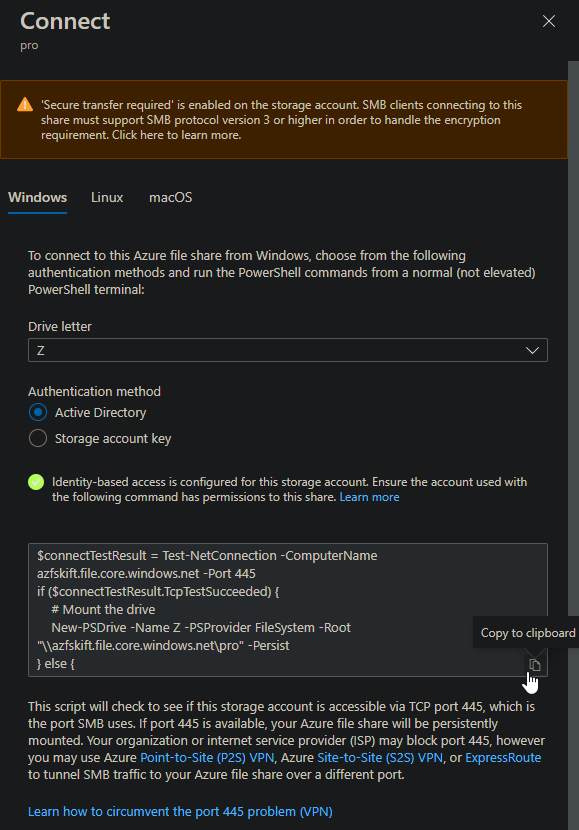 Connect
pro
'Secure transfer required' is enabled on the storage account. SMB clients connecting to this
share must support SMB protocol version 3 or higher in order to handle the encryption
requirement. Click here to learn more.
Windows Linux macOS
To connect to this Azure file share from Windows, choose from the following
authentication methods and run the PowerShell commands from a normal (not elevated)
PowerShell terminal:
Drive letter
Z
Authentication method
Active Directory
Storage account key
Identity-based access is configured for this storage account. Ensure the account used with
the following command has permissions to this share. Learn more
$connectTestResult = Test-NetConnection -ComputerName
azfskift.file.core.windows.net -Port 445
if ($connectTestResult.TcpTestSucceeded) {
# Mount the drive
New-PSDrive -Name Z -PSProvider FileSystem -Root
"\\azfskift.file.core.windows.net\pro" -Persist
} else {
Copy to clipboard
This script will check to see if this storage account is accessible via TCP port 445, which is
the port SMB uses. If port 445 is available, your Azure file share will be persistently
mounted. Your organization or internet service provider (ISP) may block port 445, however
you may use Azure Point-to-Site (P2S) VPN, Azure Site-to-Site (S2S) VPN, or ExpressRoute
to tunnel SMB traffic to your Azure file share over a different port.
Learn how to circumvent the port 445 problem (VPN)